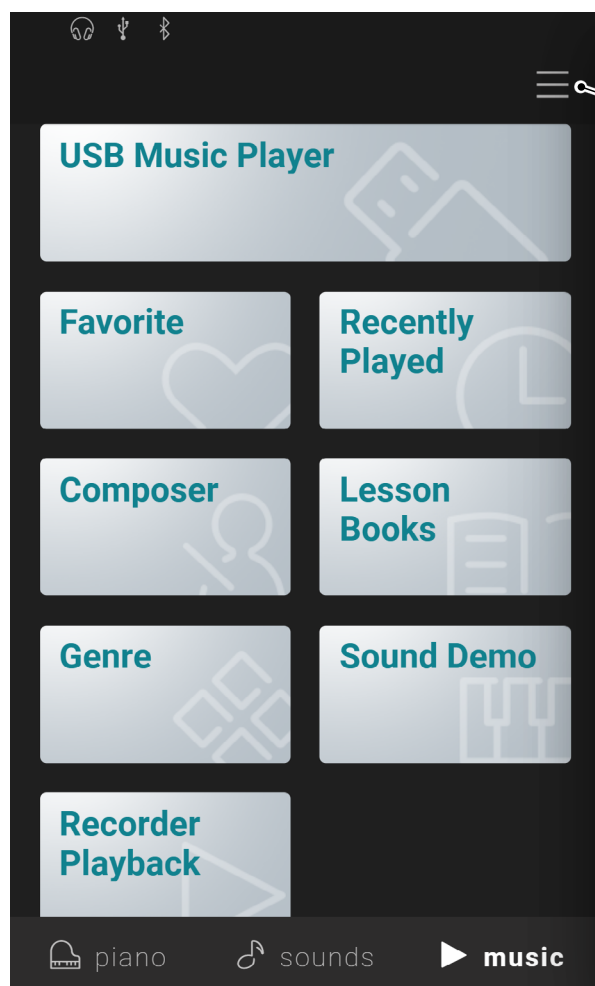 USB Music Player
Favorite
Recently
Played
Composer
Lesson
Books
Genre
Sound Demo
Recorder
Playback
piano
sounds
music